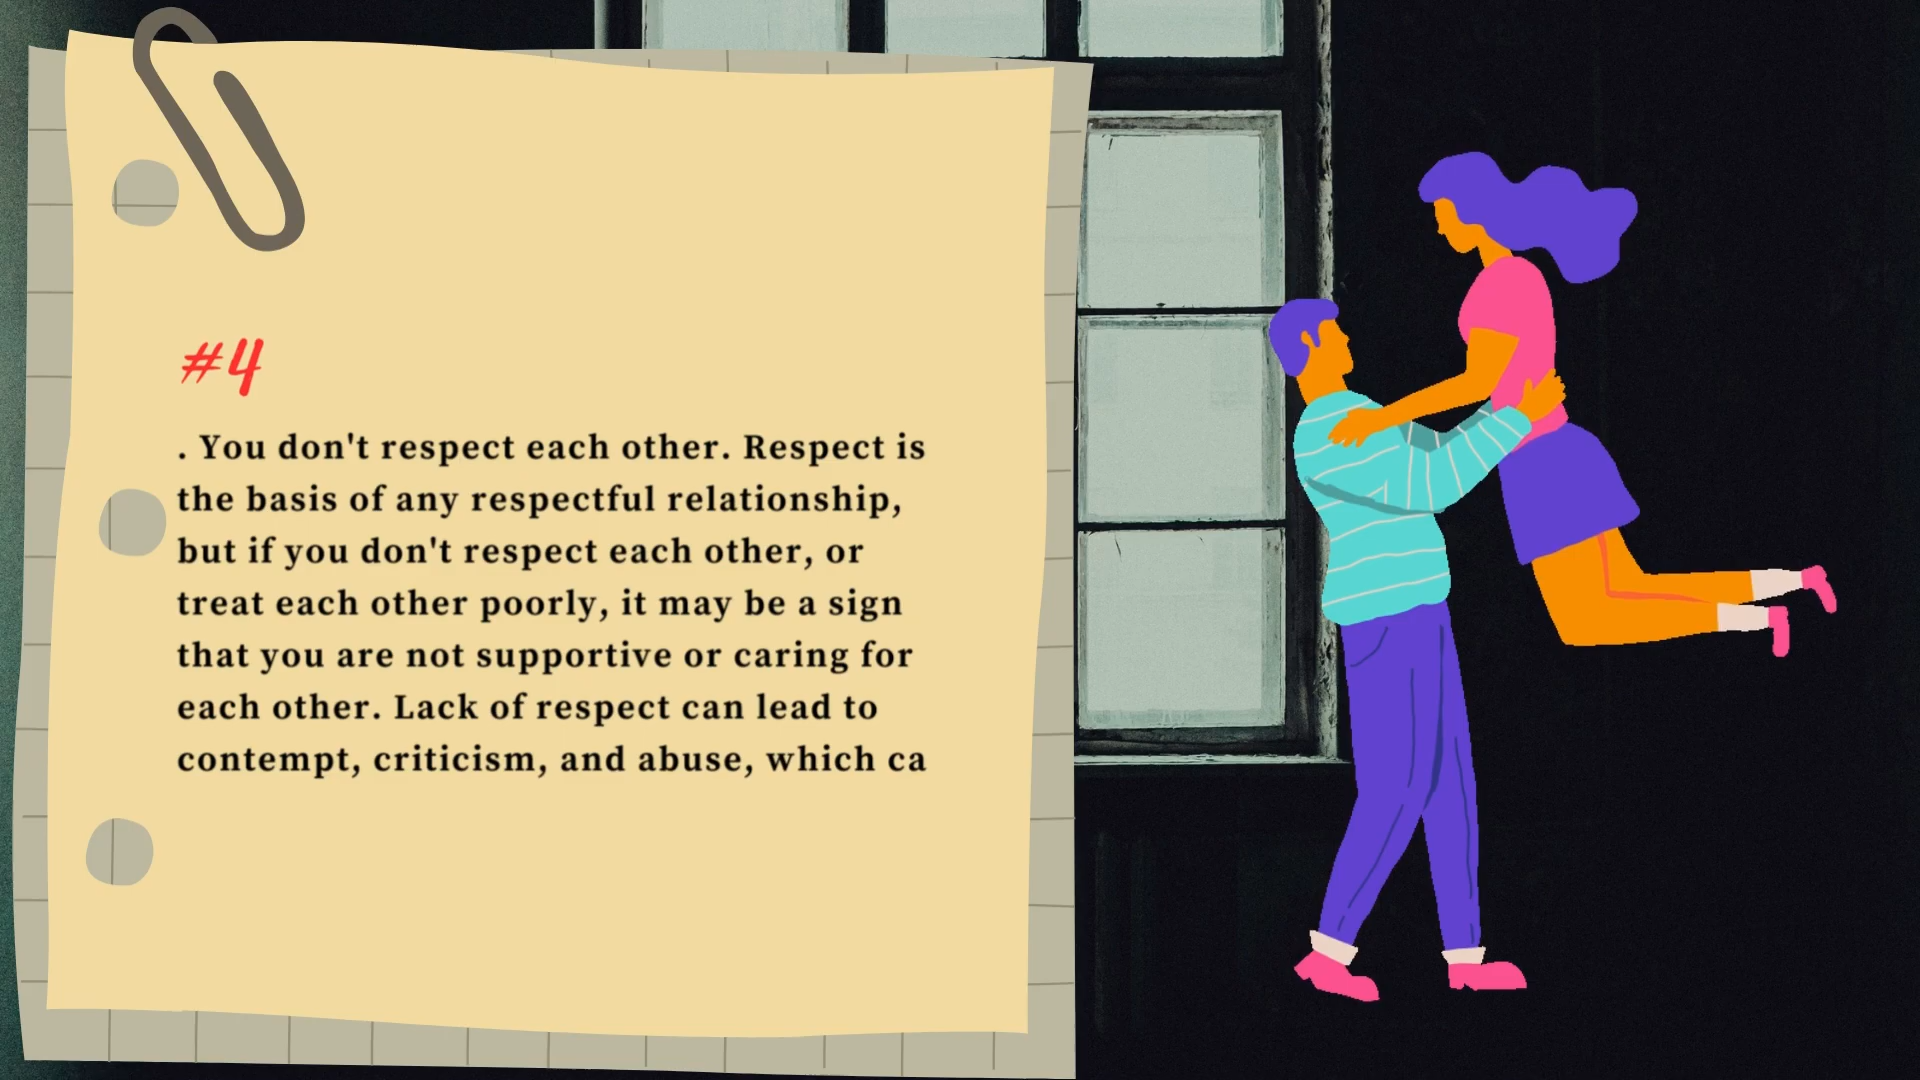 #4
. You don't respect each other. Respect is
the basis of any respectful relationship,
but if you don't respect each other, or
treat each other poorly, it may be a sign
that you are not supportive or caring for
each other. Lack of respect can lead to
contempt, criticism, and abuse, which ca